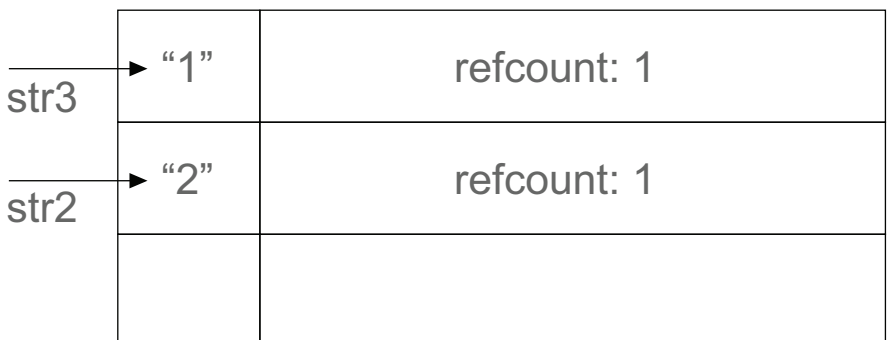 “1” refcount: 1
str3
“2” refcount: 1
str2